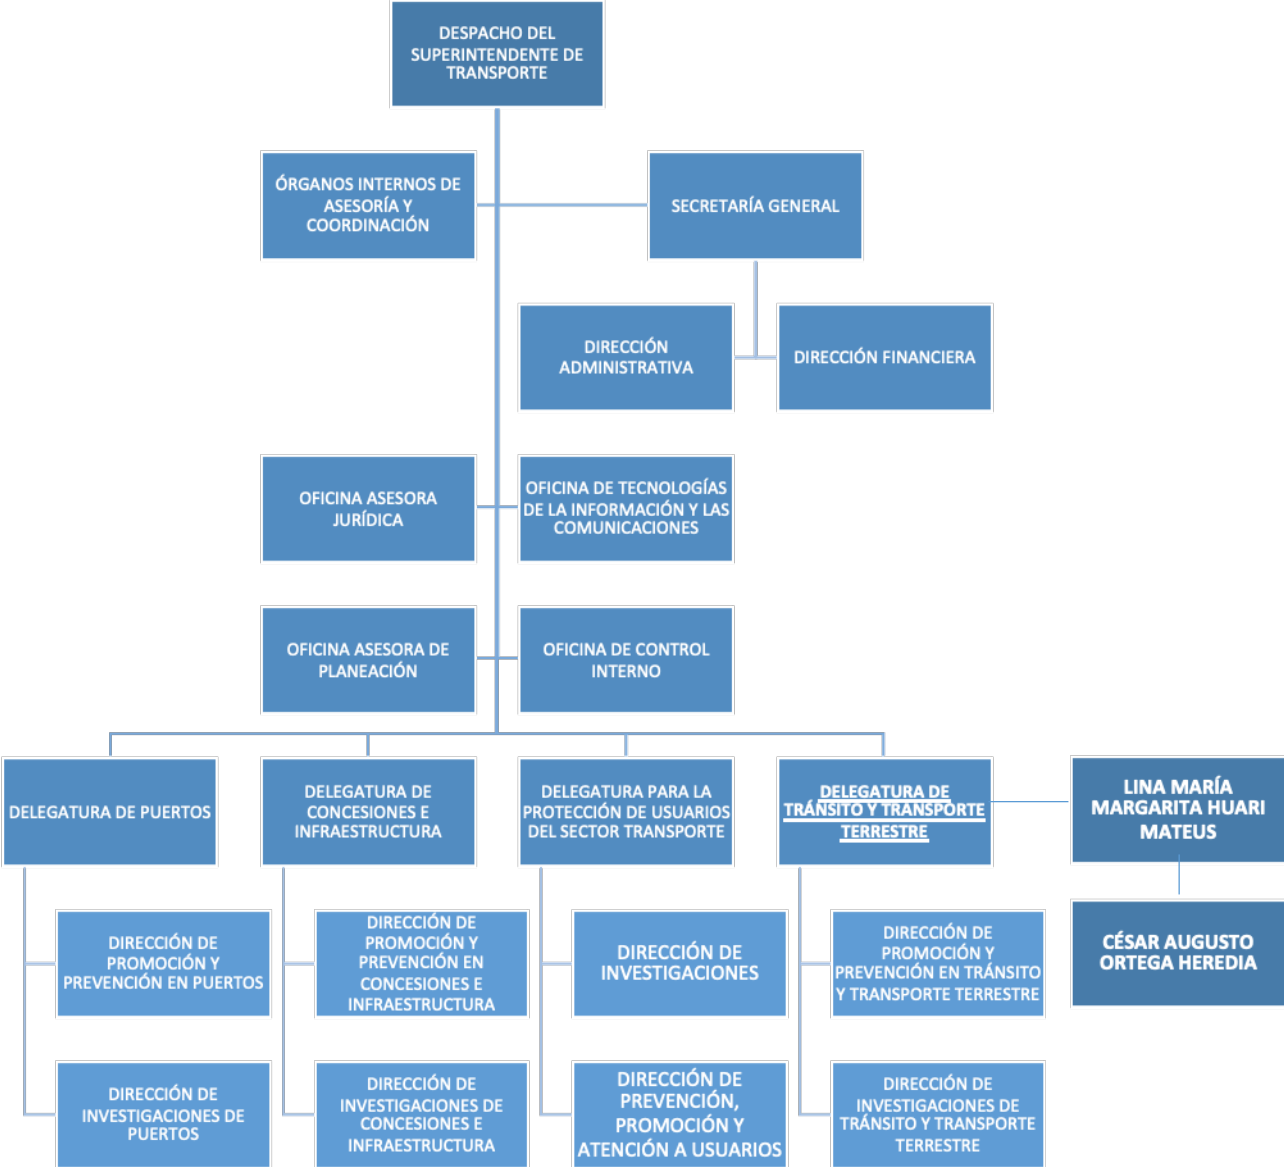 DESPACHO DEL
SUPERINTENDENTE DE
TRANSPORTE
ÓRGANOS INTERNOS DE
ASESORÍA Y
COORDINACIÓN
SECRETARÍA GENERAL
DIRECCIÓN
ADMINISTRATIVA
DIRECCIÓN FINANCIERA
OFICINA ASESORA
JURÍDICA
OFICINA DE TECNOLOGÍAS
DE LA INFORMACIÓN Y LAS
COMUNICACIONES
OFICINA ASESORA DE
PLANEACIÓN
OFICINA DE CONTROL
INTERNO
DELEGATURA DE PUERTOS
DELEGATURA DE
CONCESIONES E
INFRAESTRUCTURA
DELEGATURA PARA LA
PROTECCIÓN DE USUARIOS
DEL SECTOR TRANSPORTE
DELEGATURA DE
TRÁNSITO Y TRANSPORTE
TERRESTRE
LINA MARÍA
MARGARITA HUARI
MATEUS
DIRECCIÓN DE
PROMOCIÓN Y
PREVENCIÓN EN PUERTOS
DIRECCIÓN DE
PROMOCIÓN Y
PREVENCIÓN EN
CONCESIONES E
INFRAESTRUCTURA
DIRECCIÓN DE
INVESTIGACIONES
DIRECCIÓN DE
PROMOCIÓN Y
PREVENCIÓN EN TRÁNSITO
Y TRANSPORTE TERRESTRE
CÉSAR AUGUSTO
ORTEGA HEREDIA
DIRECCIÓN DE
INVESTIGACIONES DE
PUERTOS
DIRECCIÓN DE
INVESTIGACIONES DE
CONCESIONES E
INFRAESTRUCTURA
DIRECCIÓN DE
PREVENCIÓN,
PROMOCIÓN Y
ATENCIÓN A USUARIOS
DIRECCIÓN DE
INVESTIGACIONES DE
TRÁNSITO Y TRANSPORTE
TERRESTRE